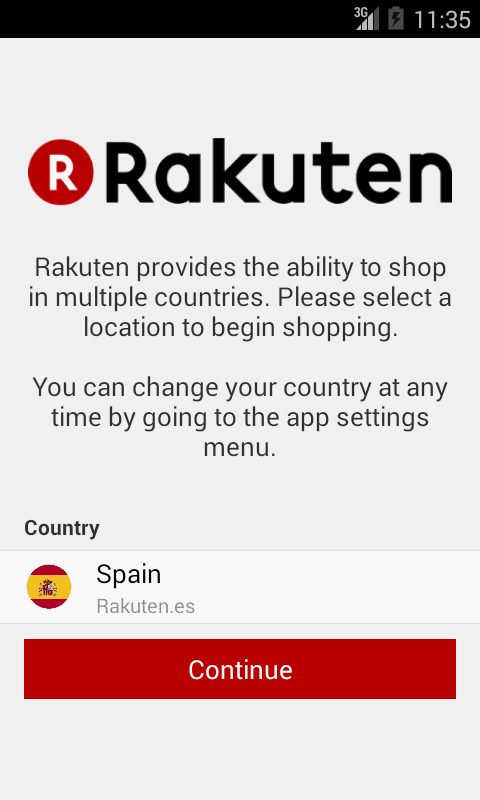 3G 11:35
R Rakuten
Rakuten provides the ability to shop
in multiple countries. Please select a
location to begin shopping.
You can change your country at any
time by going to the app settings
menu.
Country
Spain
Rakuten.es
Continue